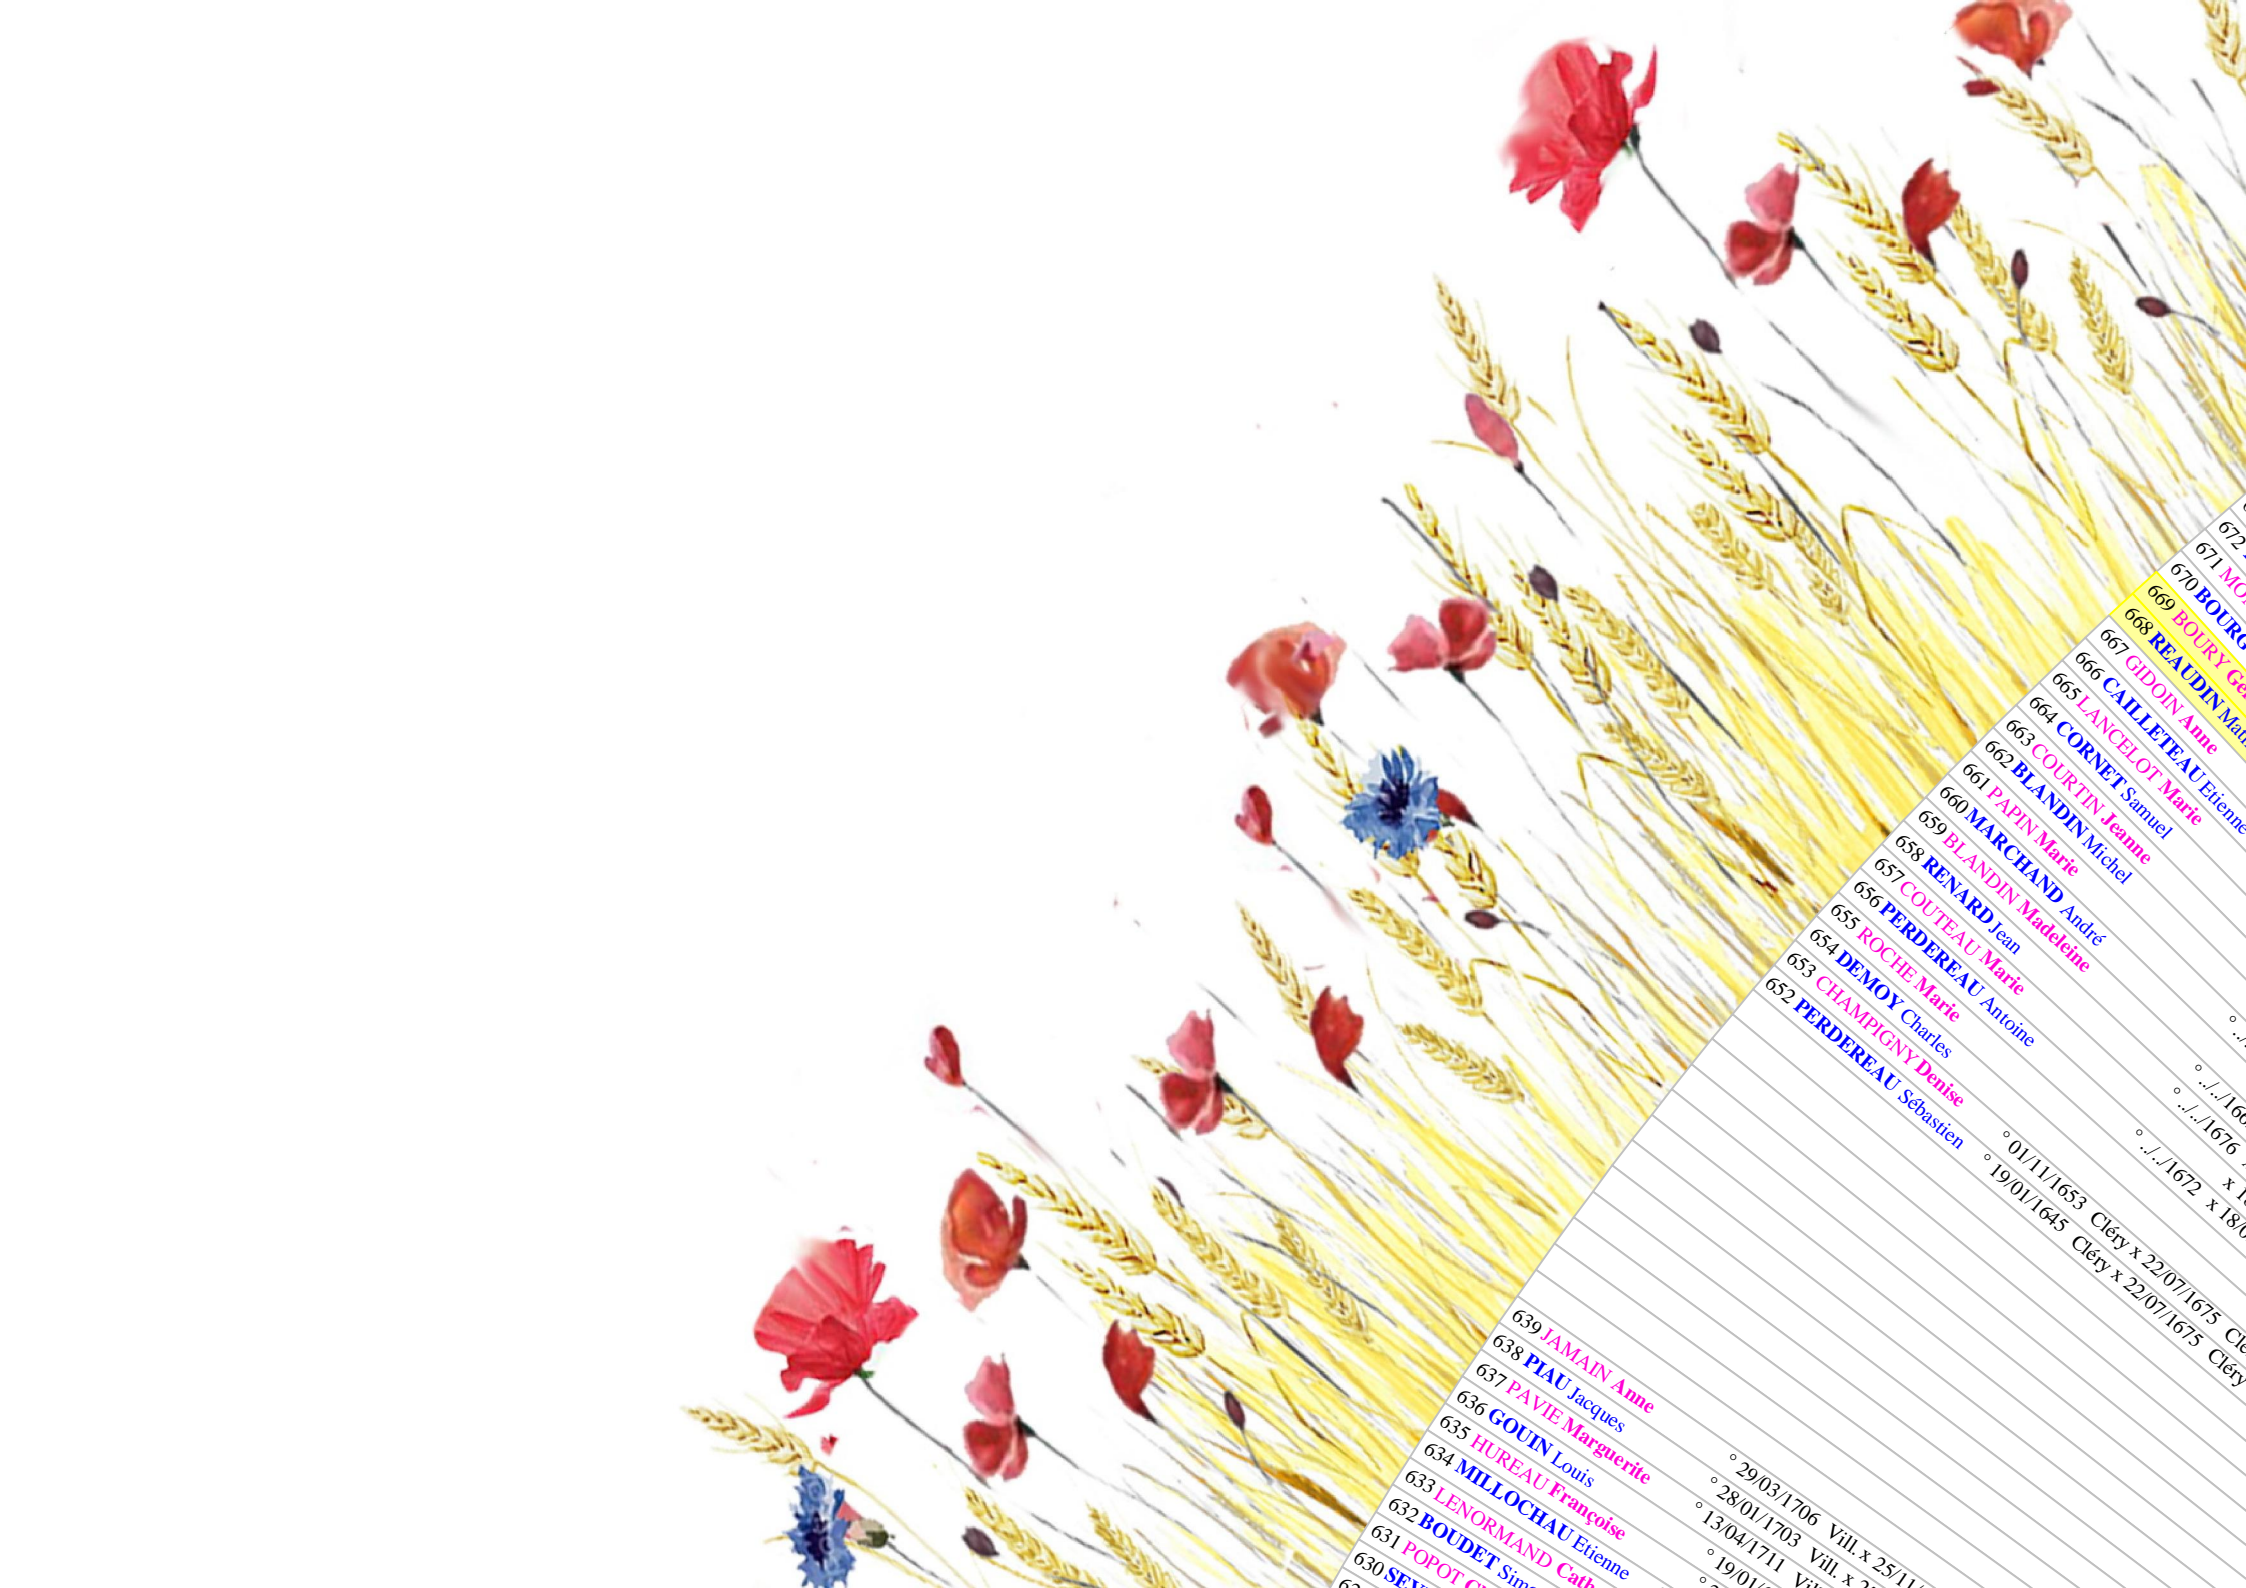 672
671
670 BOURG
669 BOURY
668 REAUDIN
667 GIDOIN Anne
666 CAILLETEAU Etienne
665 LANCELOT Marie
664 CORNET Samuel
663 COURTIN Jeanne
662 BLANDIN Michel
661 PAPIN Marie
660 MARCHAND André
659 BLANDIN Madeleine
658 RENARD Jean
657 COUTEAU Marie
656 PERDEREAU Antoine
655 ROCHE Marie
° ../../1676
654 DEMOY Charles
° ../../1672 x 18/0
653 CHAMPIGNY Denise
° 01/11/1653 Cléry x 22/07/1675
652 PERDEREAU Sébastien
° 19/01/1645 Cléry x 22/07/1675 Cléry
639 JAMAIN Anne
° 29/03/1706 Vill. x 25/11/
638 PIAU Jacques
° 28/01/1703 Vill. x
637 PAVIE Marguerite
° 13/04/1711
636 GOUIN Louis
° 19/01/
635 HUREAU Françoise
634 MILLOCHAU Etienne
633 LENORMAND Cath
632 BOUDET
631 POPOT
630